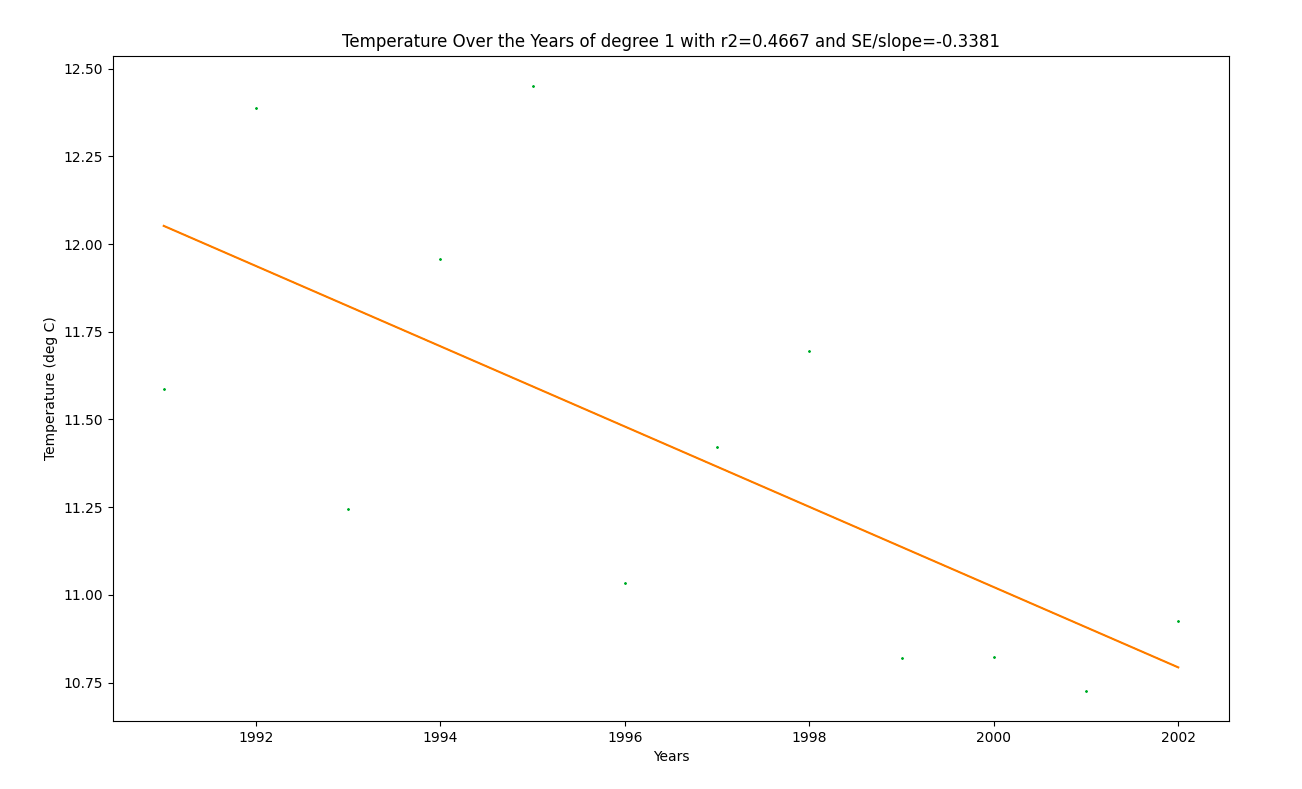 Temperature Over the Years of degree 1 with r2=0.4667 and SE/slope=-0.3381
12.50
12.25
12.00
11.75
11.50
11.25
11.00
10.75
Temperature (deg C)
1992 1994 1996 1998 2000 2002
Years